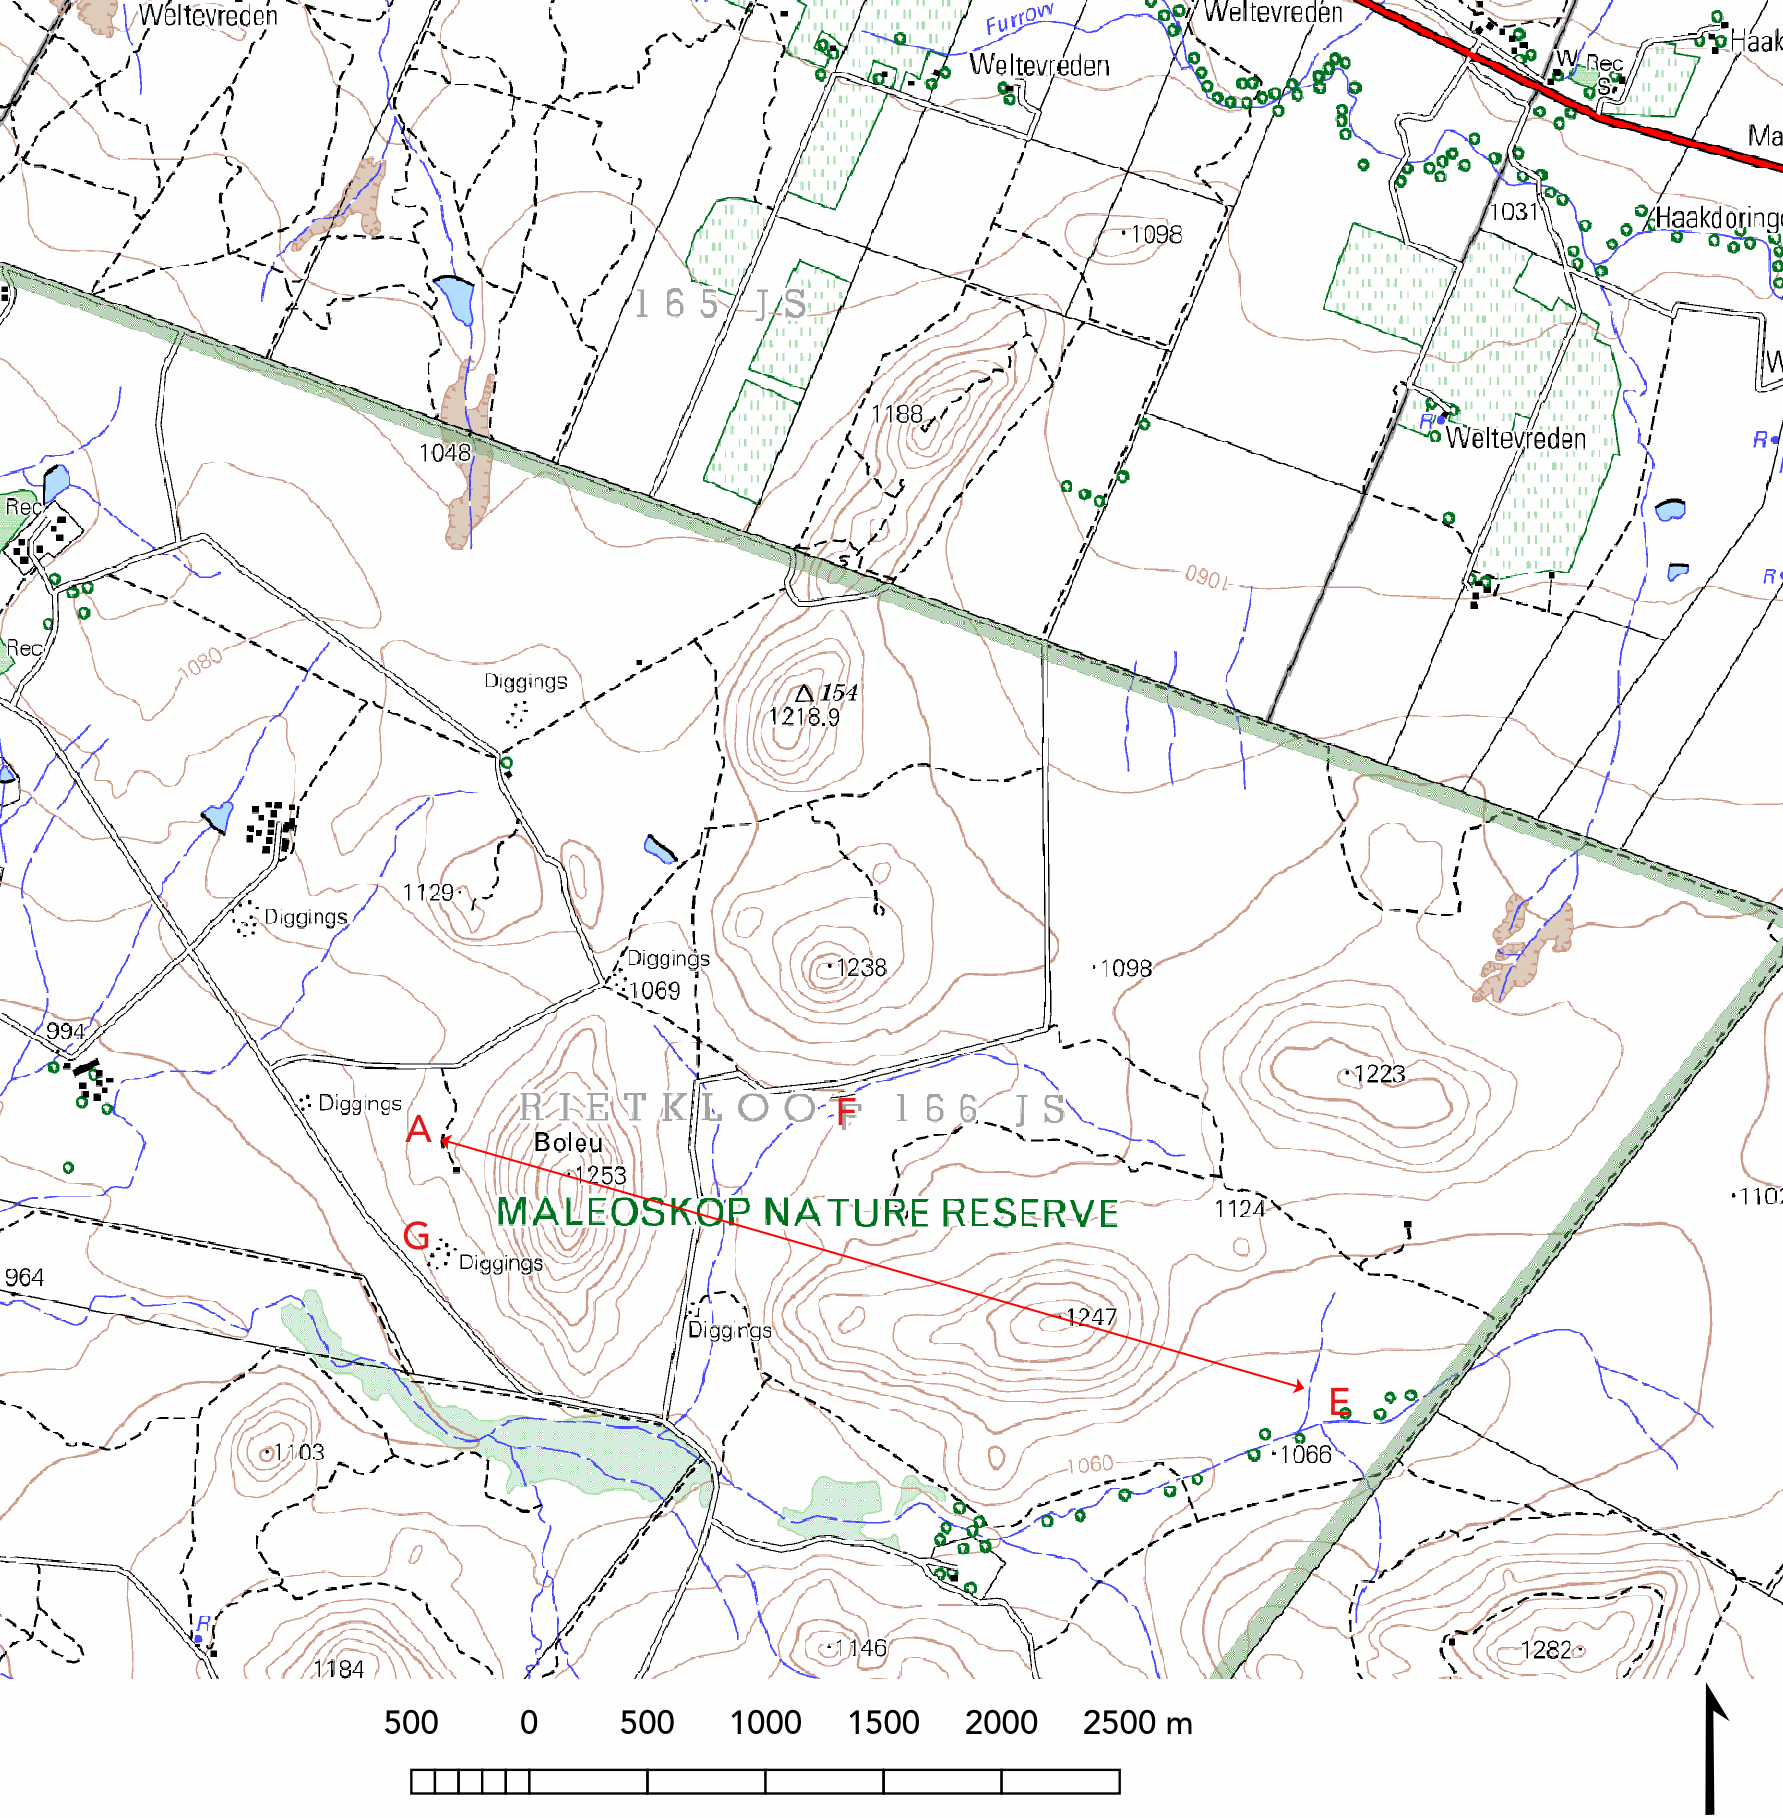 Weltevreden
Furrow
Weltevreden
Haak
Weltevreden
W
Rec
S
Ma
1031
Haakdoring
1098
165 JS
W
1188
R
Weltevreden
R
1048
Rec
1060
R
Rec
1080
Diggings
154
1218.9
1129
Diggings
Diggings
1238
1098
1069
994
1223
Diggings
RIETKLOOF 166 JS
F
A
Boleu
1253
1102
MALEOSKOP NATURE RESERVE
1124
G
Diggings
964
1247
Diggings
E
1103
1060
1066
R
1184
1146
1282
500 0 500 1000 1500 2000 2500 m